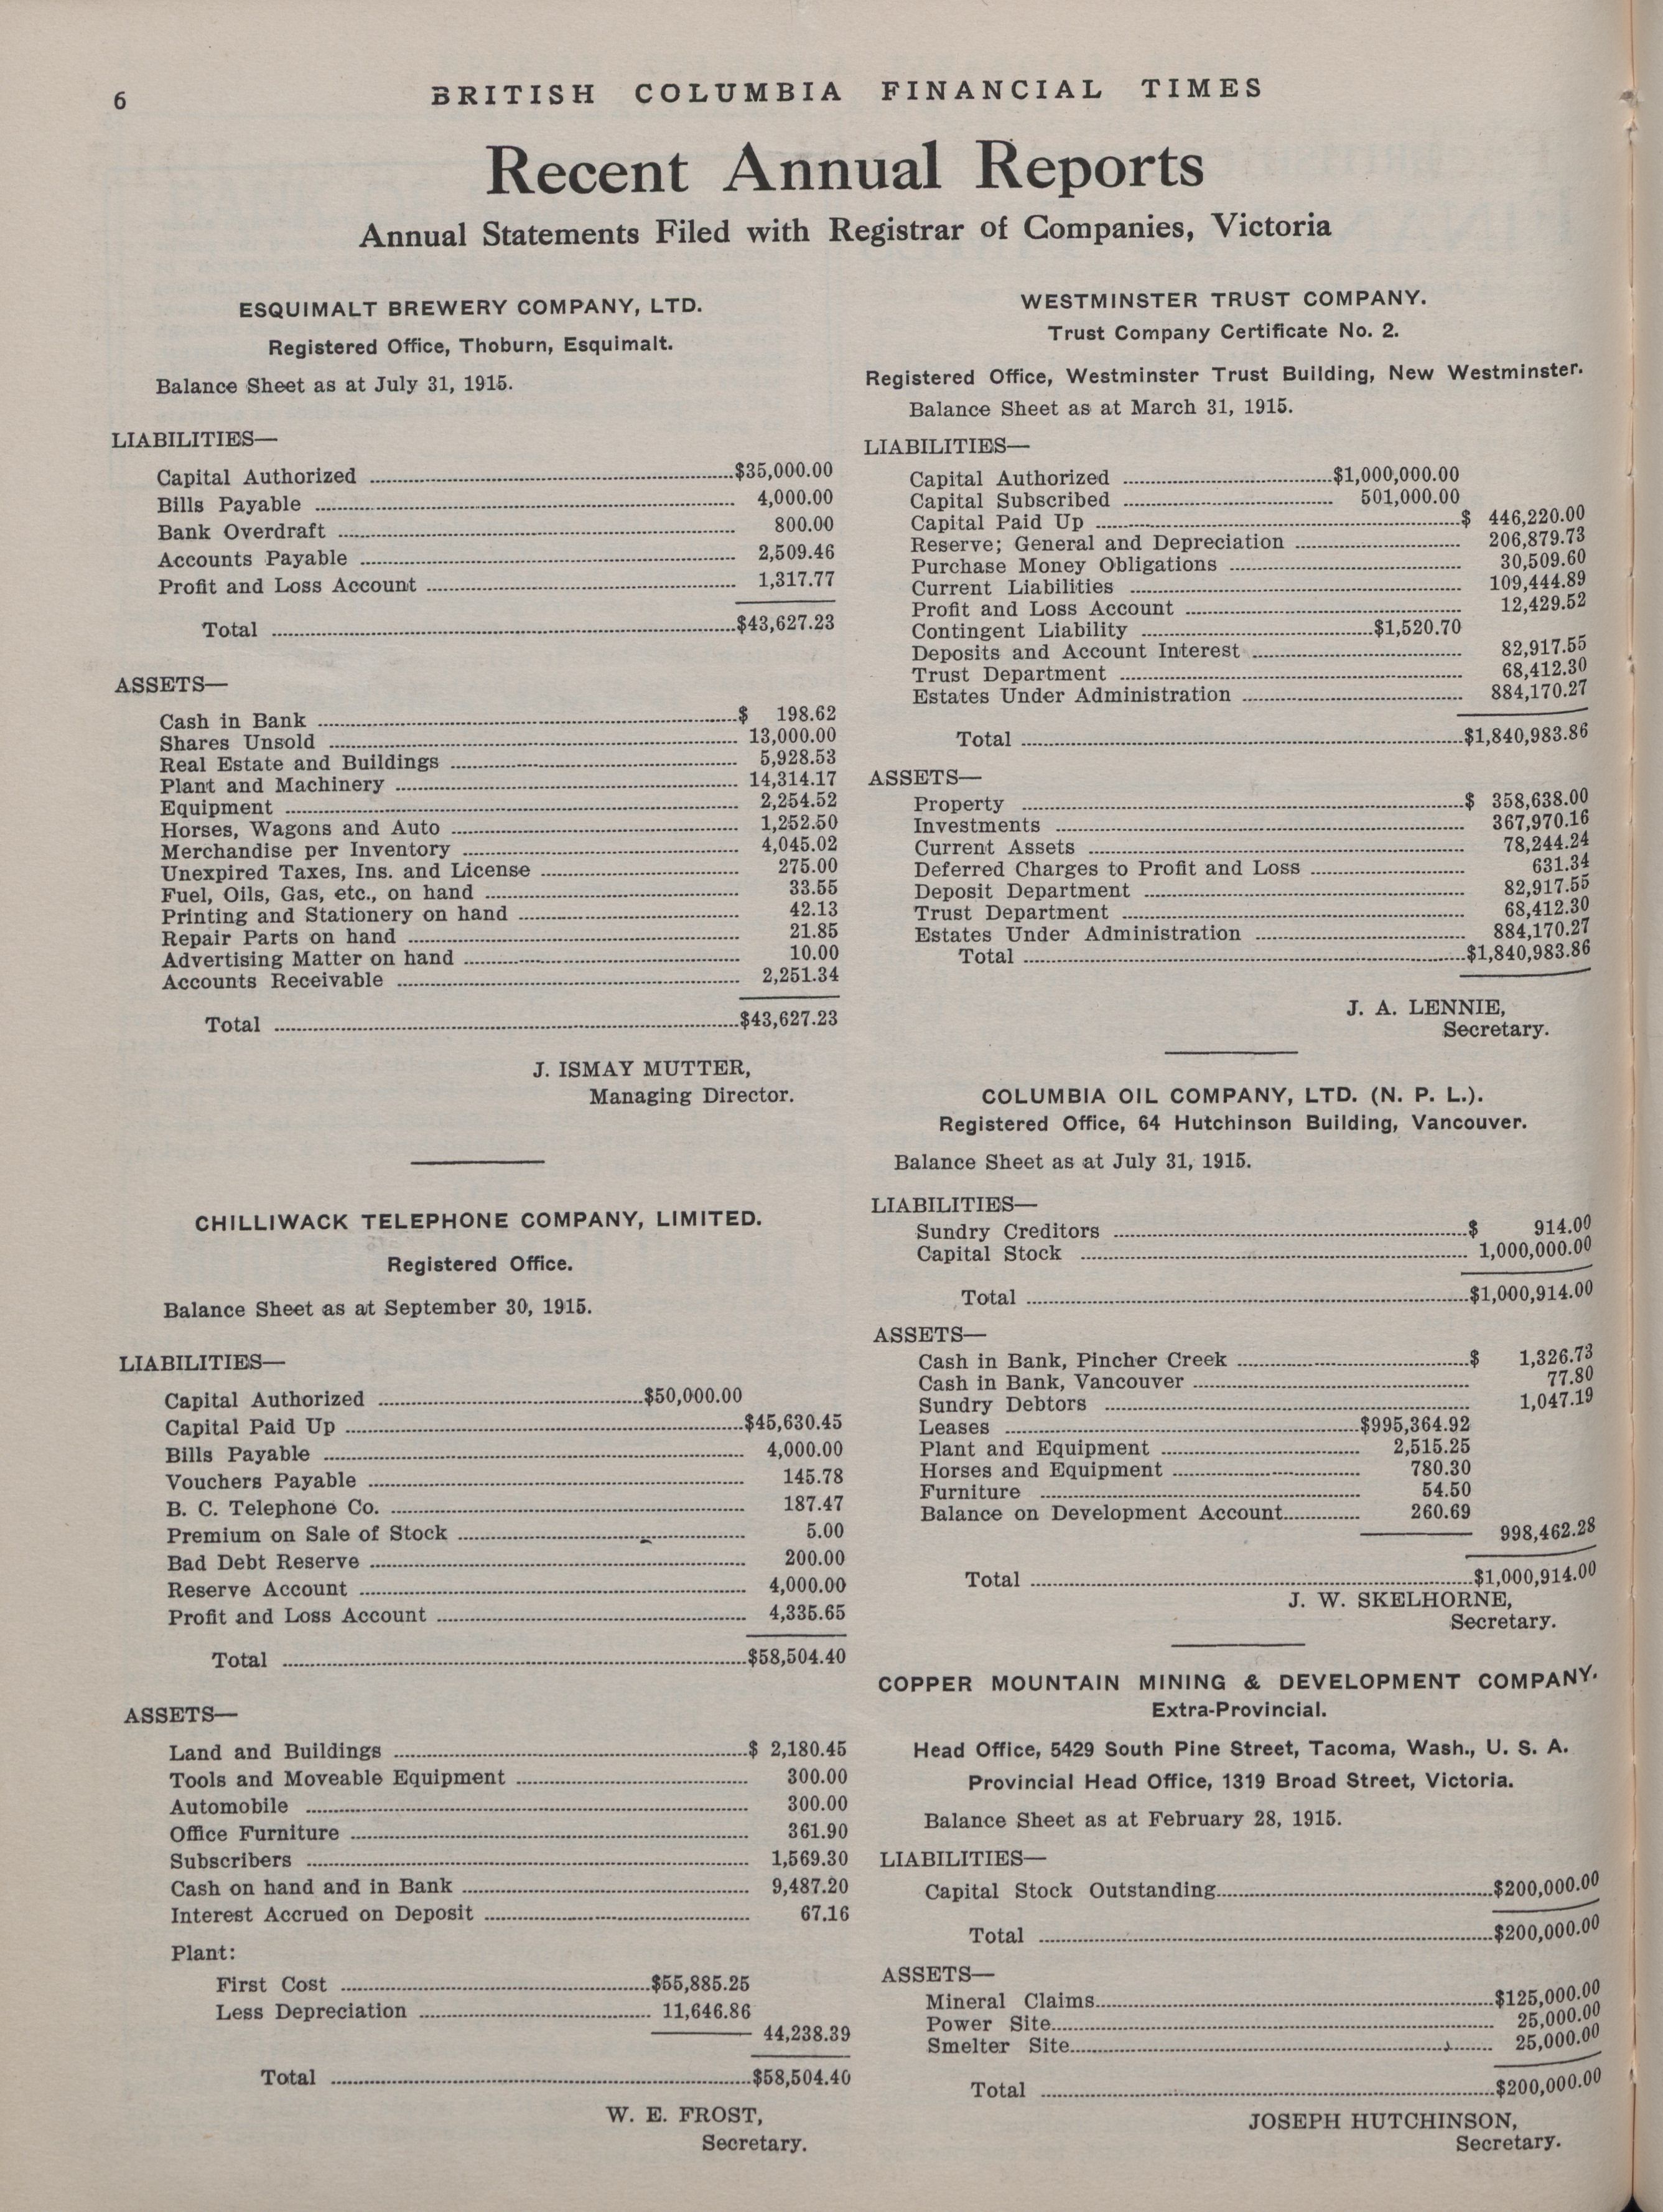 6
BRITISH COLUMBIA FINANCIAL TIMES
Recent Annual Reports
Annual Statements Filed with Registrar of Companies, Victoria
ESQUIMALT BREWERY COMPANY, LTD.
Registered Office, Thoburn, Esquimalt.
Balance Sheet as at July 31, 1915.
LIABILITIES—
Capital Authorized $35,000.00
Bills Payable 4,000.00
Bank Overdraft 800.00
Accounts Payable 2,509.46
Profit and Loss Account 1,317.77
Total $43,627.23
ASSETS—
Cash in Bank $ 198.62
Shares Unsold 13,000.00
Real Estate and Buildings 5,928.53
Plant and Machinery 14,314.17
Equipment 2,254.52
Horses, Wagons and Auto 1,252.50
Merchandise per Inventory 4,045.02
Unexpired Taxes, Ins. and License 275.00
Fuel, Oils, Gas, etc., on hand 33.55
Printing and Stationery on hand 42.13
Repair Parts on hand 21.85
Advertising Matter on hand 10.00
Accounts Receivable 2,251.34
Total $43,627.23
J. ISMAY MUTTER,
Managing Director.
CHILLIWACK TELEPHONE COMPANY, LIMITED.
Registered Office.
Balance Sheet as at September 30, 1915.
LIABILITIES—
Capital Authorized $50,000.00
Capital Paid Up $45,630.45
Bills Payable 4,000.00
Vouchers Payable 145.78
B. C. Telephone Co. 187.47
Premium on Sale of Stock 5.00
Bad Debt Reserve 200.00
Reserve Account 4,000.00
Profit and Loss Account 4,335.65
Total $58,504.40
ASSETS—
Land and Buildings $ 2,180.45
Tools and Moveable Equipment 300.00
Automobile 300.00
Office Furniture 361.90
Subscribers 1,569.30
Cash on hand and in Bank 9,487.20
Interest Accrued on Deposit 67.16
Plant:
First Cost $55,885.25
Less Depreciation 11,646.86
44,238.39
Total $58,504.40
W. E. FROST,
Secretary.
WESTMINSTER TRUST COMPANY.
Trust Company Certificate No. 2.
Registered Office, Westminster Trust Building, New Westminster.
Balance Sheet as at March 31, 1915.
LIABILITIES—
Capital Authorized $1,000,000.00
Capital Subscribed 501,000.00
Capital Paid Up $ 446,220.00
Reserve; General and Depreciation 206,879.73
Purchase Money Obligations 30,509.60
Current Liabilities 109,444.89
Profit and Loss Account 12,429.52
Contingent Liability $1,520.70
Deposits and Account Interest 82,917.55
Trust Department 68,412.30
Estates Under Administration 884,170.27
Total $1,840,983.86
ASSETS—
Property $ 358,638.00
Investments 367,970.16
Current Assets 78,244.24
Deferred Charges to Profit and Loss 631.34
Deposit Department 82,917.55
Trust Department 68,412.30
Estates Under Administration 884,170.27
Total $1,840,983.86
J. A. LENNIE,
Secretary.
COLUMBIA OIL COMPANY, LTD. (N. P. L.).
Registered Office, 64 Hutchinson Building, Vancouver.
Balance Sheet as at July 31, 1915.
LIABILITIES—
Sundry Creditors $ 914.00
Capital Stock 1,000,000.00
Total $1,000,914.00
ASSETS—
Cash in Bank, Pincher Creek $ 1,326.73
Cash in Bank, Vancouver 77.80
Sundry Debtors 1,047.19
Leases $995,364.92
Plant and Equipment 2,515.25
Horses and Equipment 780.30
Furniture 54.50
Balance on Development Account 260.69
998,462.28
Total $1,000,914.00
J. W. SKELHORNE,
Secretary.
COPPER MOUNTAIN MINING & DEVELOPMENT COMPANY.
Extra-Provincial.
Head Office, 5429 South Pine Street, Tacoma, Wash., U. S. A.
Provincial Head Office, 1319 Broad Street, Victoria.
Balance Sheet as at February 28, 1915.
LIABILITIES—
Capital Stock Outstanding $200,000.00
Total $200,000.00
ASSETS—
Mineral Claims $125,000.00
Power Site 25,000.00
Smelter Site 25,000.00
Total $200,000.00
JOSEPH HUTCHINSON,
Secretary.